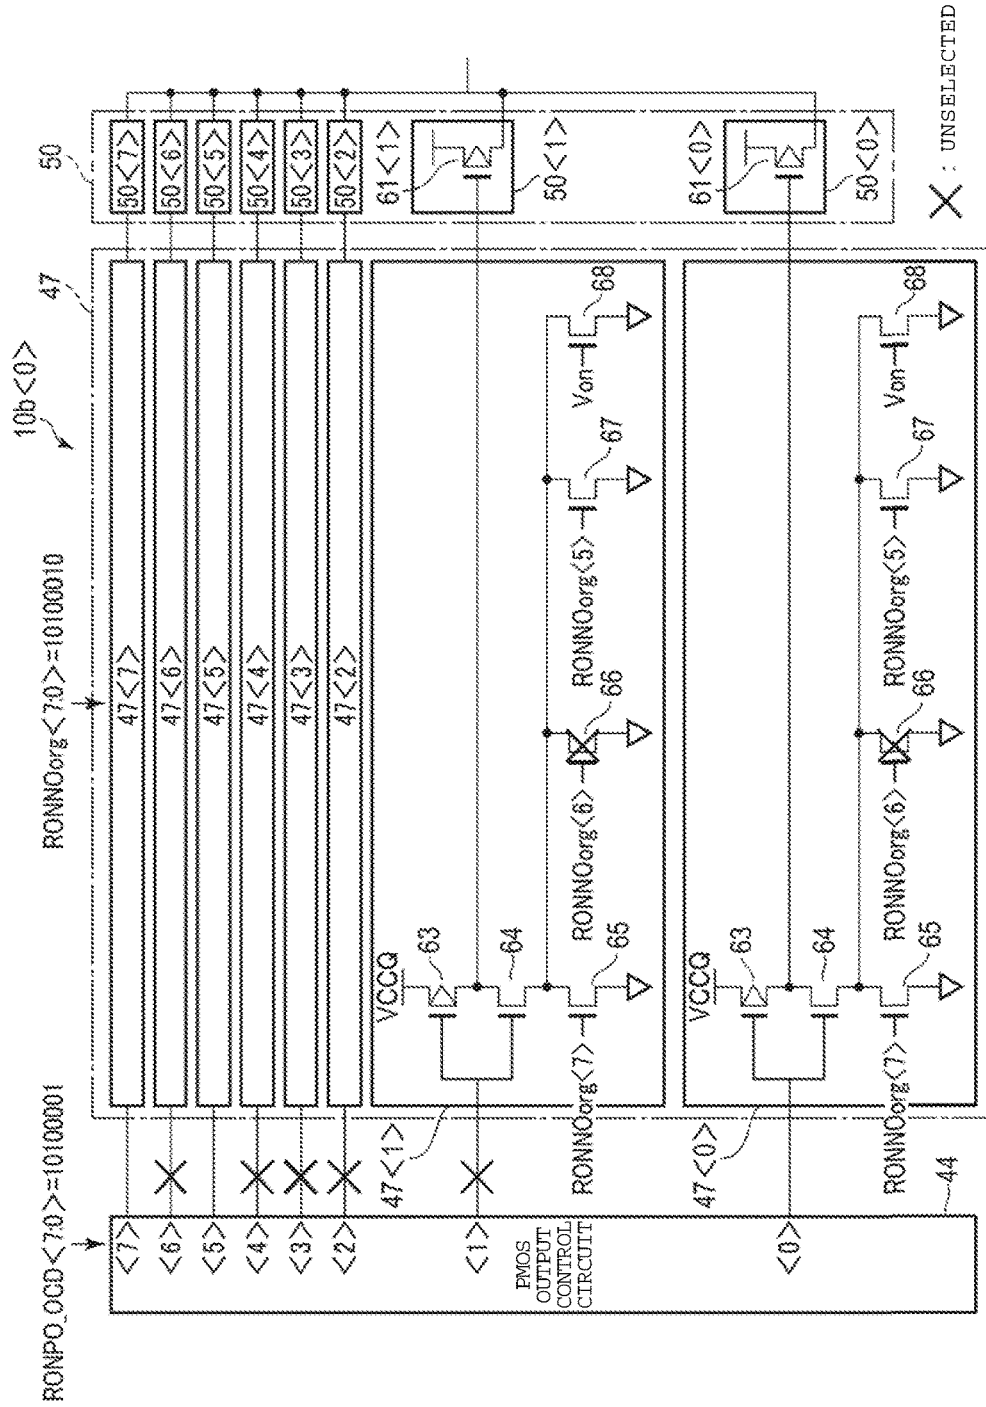 10b<0>
RONPO_OCD<7:0>=10100001
RONNOorg<7:0>=10100010
47
50
<7>
47<7>
50<7>
<6>
47<6>
50<6>
<5>
47<5>
50<5>
<4>
47<4>
50<4>
<3>
47<3>
50<3>
<2>
47<2>
50<2>
PMOS
OUTPUT
CONTROL
CIRCUIT
<1>
47<1>
VCCQ
63
64
65
RONNOorg<7>
RONNOorg<6>
66
RONNOorg<5>
67
Von
68
61<1>
50<1>
<0>
47<0>
VCCQ
63
64
65
RONNOorg<7>
RONNOorg<6>
66
RONNOorg<5>
67
Von
68
61<0>
50<0>
44
X : UNSELECTED